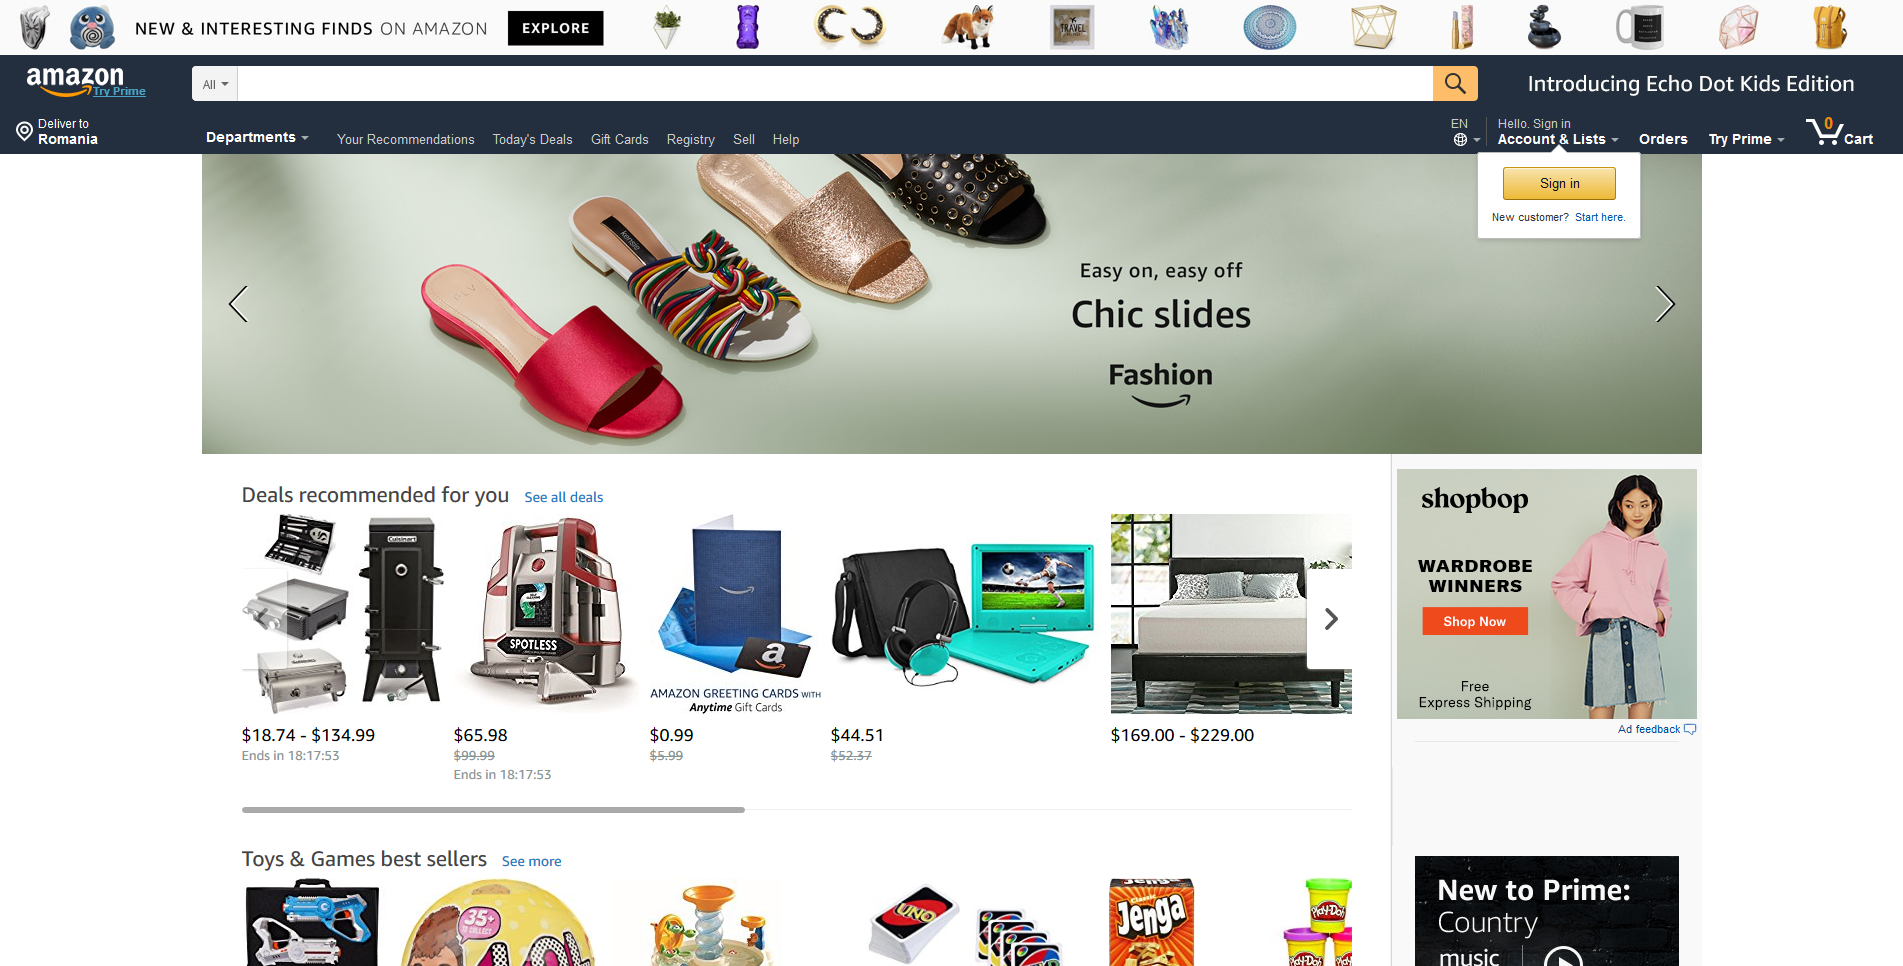 NEW & INTERESTING FINDS ON AMAZON EXPLORE
TRAVEL
amazon
Try Prime
All
Introducing Echo Dot Kids Edition
Deliver to
Romania
Departments
Your Recommendations Today's Deals Gift Cards Registry Sell Help
EN
Hello. Sign in
Account & Lists
Orders
Try Prime
0
Cart
Sign in
New customer? Start here.
kensie
Easy on, easy off
Chic slides
Fashion
Deals recommended for you See all deals
Cuisinart
SPOTLESS
a
AMAZON GREETING CARDS WITH
Anytime Gift Cards
$18.74 - $134.99
Ends in 18:17:53
$65.98
$99.99
Ends in 18:17:53
$0.99
$5.99
$44.51
$52.37
$169.00 - $229.00
shopbop
WARDROBE
WINNERS
Shop Now
Free
Express Shipping
Ad feedback
Toys & Games best sellers See more
35+
UNO
Jenga
Play-Doh
New to Prime:
Country
music